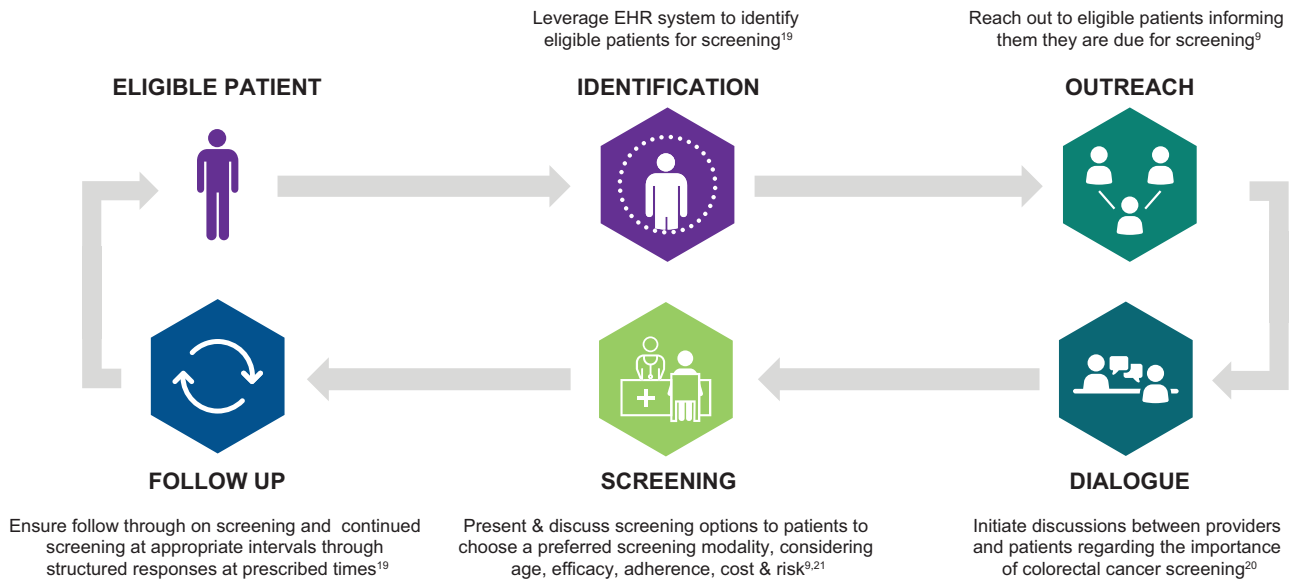 ELIGIBLE PATIENT
Leverage EHR system to identify
eligible patients for screening19
IDENTIFICATION
Reach out to eligible patients informing
them they are due for screening9
OUTREACH
FOLLOW UP
Ensure follow through on screening and continued
screening at appropriate intervals through
structured responses at prescribed times19
SCREENING
Present & discuss screening options to patients to
choose a preferred screening modality, considering
age, efficacy, adherence, cost & risk9,21
DIALOGUE
Initiate discussions between providers
and patients regarding the importance
of colorectal cancer screening20